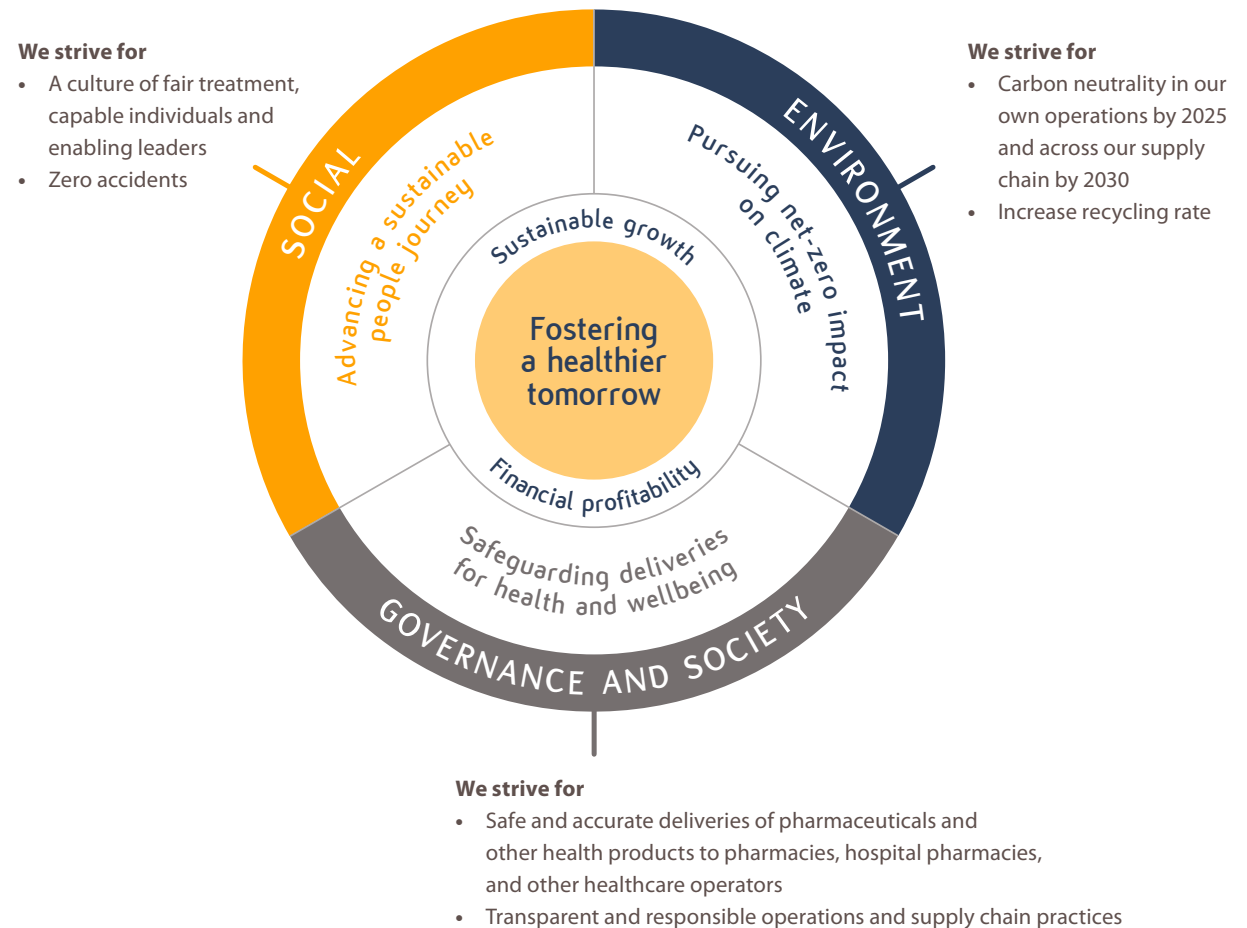 We strive for
• A culture of fair treatment,
capable individuals and
enabling leaders
• Zero accidents
We strive for
• Carbon neutrality in our
own operations by 2025
and across our supply
chain by 2030
• Increase recycling rate
SOCIAL
Advancing a sustainable
people journey
ENVIRONMENT
Pursuing net-zero impact
on climate
Sustainable growth
Fostering
a healthier
tomorrow
Financial profitability
Safeguarding deliveries
for health and wellbeing
GOVERNANCE AND SOCIETY
We strive for
• Safe and accurate deliveries of pharmaceuticals and
other health products to pharmacies, hospital pharmacies,
and other healthcare operators
• Transparent and responsible operations and supply chain practices